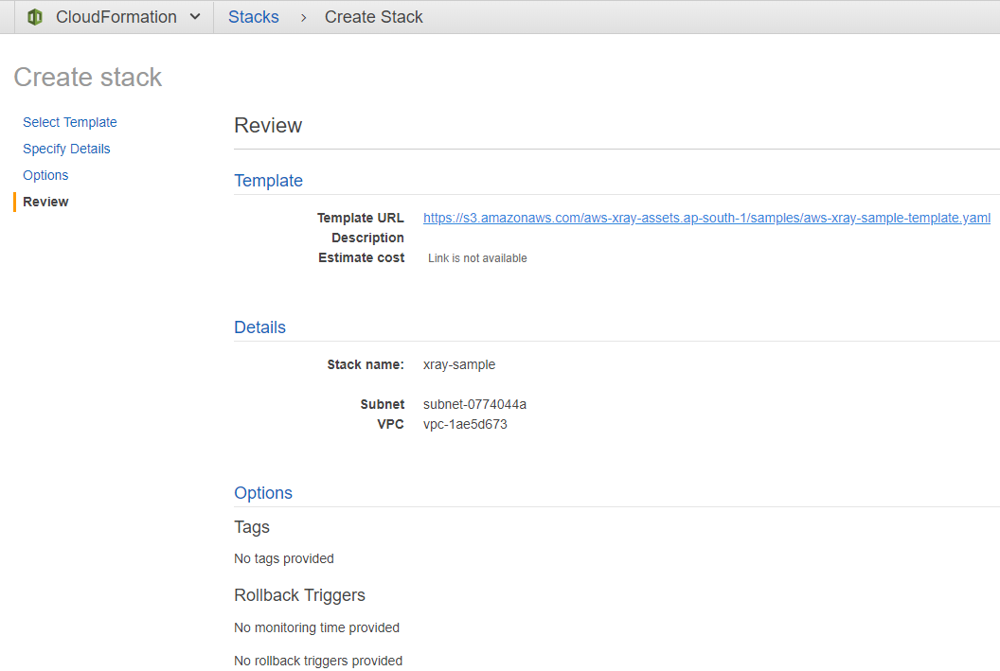 CloudFormation Stacks > Create Stack
Create stack
Select Template
Specify Details
Options
Review
Review
Template
Template URL https://s3.amazonaws.com/aws-xray-assets.ap-south-1/samples/aws-xray-sample-template.yaml
Description
Estimate cost Link is not available
Details
Stack name: xray-sample
Subnet subnet-0774044a
VPC vpc-1ae5d673
Options
Tags
No tags provided
Rollback Triggers
No monitoring time provided
No rollback triggers provided